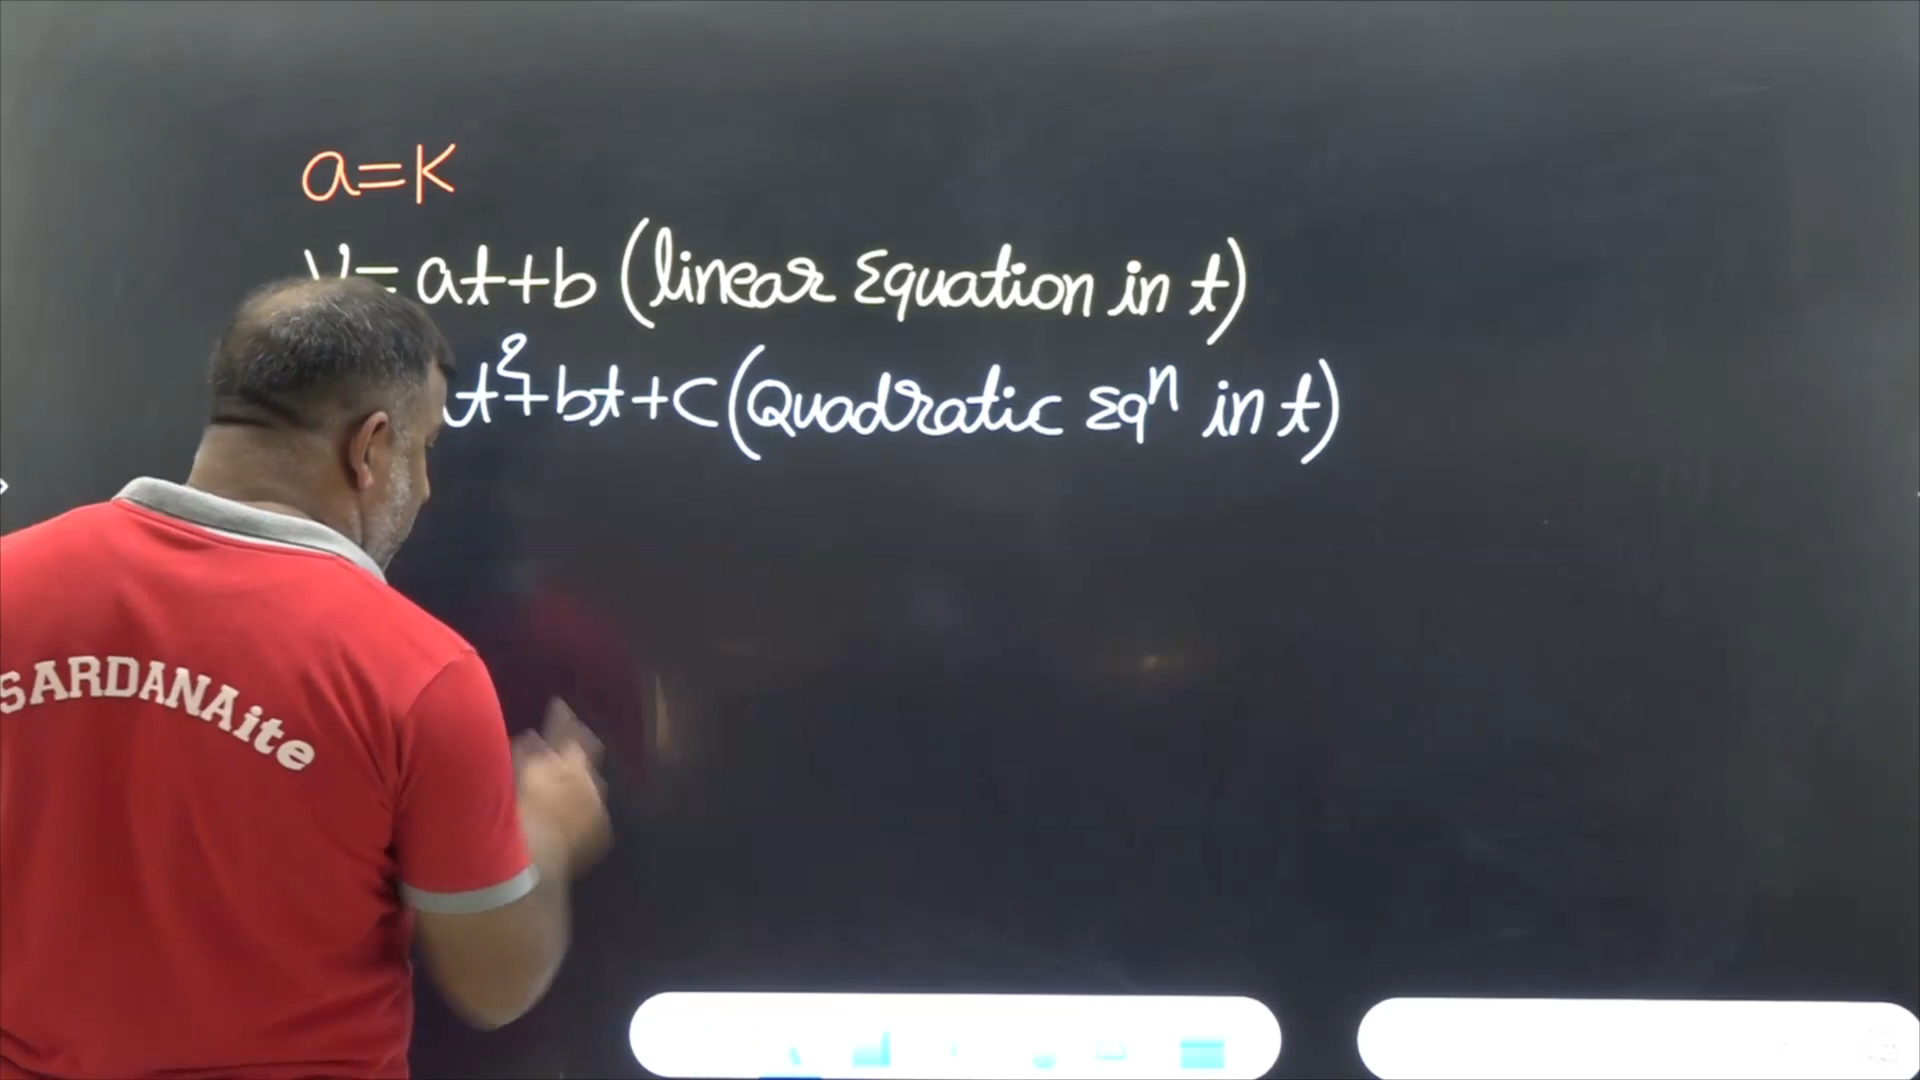 a=K
V=at+b (linear Equation in t)
t²+bt+c (Quadratic Eqⁿ in t)
SARDANAite